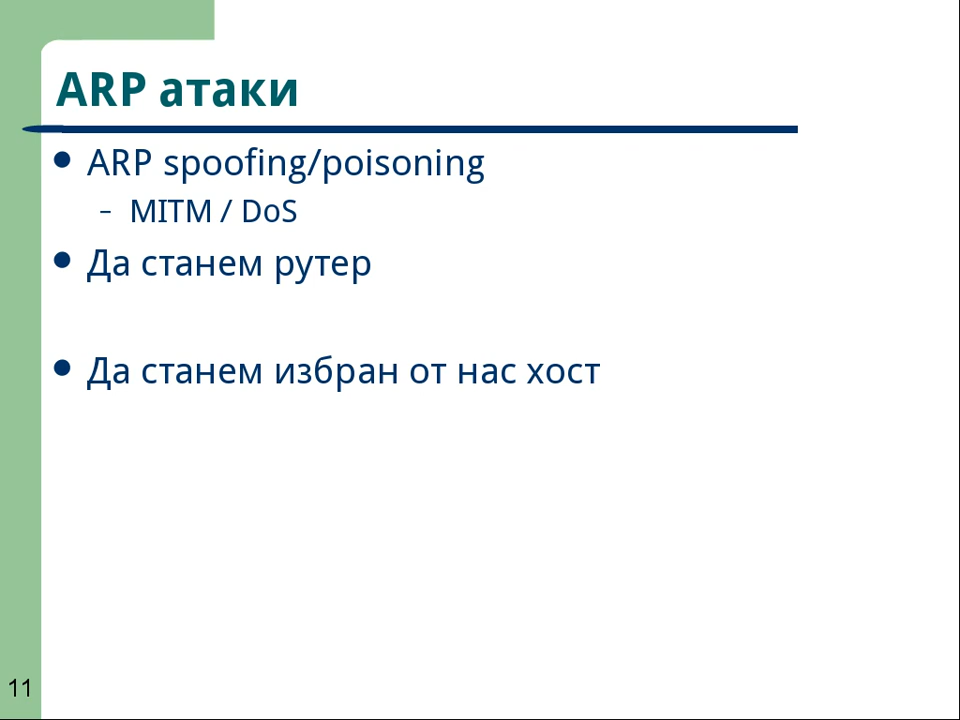 ARP атаки
ARP spoofing/poisoning
– MITM / DoS
Да станем рутер
Да станем избран от нас хост
11